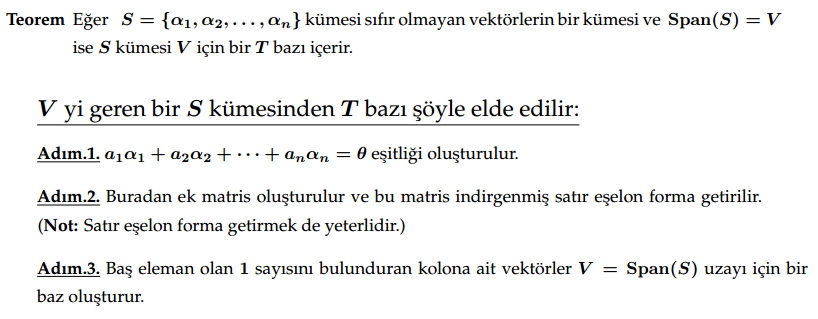 Teorem Eğer S = {α₁, α₂, . . . , αₙ} kümesi sıfır olmayan vektörlerin bir kümesi ve Span(S) = V
ise S kümesi V için bir T bazı içerir.
V yi geren bir S kümesinden T bazı şöyle elde edilir:
Adım.1. a₁α₁ + a₂α₂ + · · · + aₙαₙ = θ eşitliği oluşturulur.
Adım.2. Buradan ek matris oluşturulur ve bu matris indirgenmiş satır eşelon forma getirilir.
(Not: Satır eşelon forma getirmek de yeterlidir.)
Adım.3. Baş eleman olan 1 sayısını bulunduran kolona ait vektörler V = Span(S) uzayı için bir
baz oluşturur.